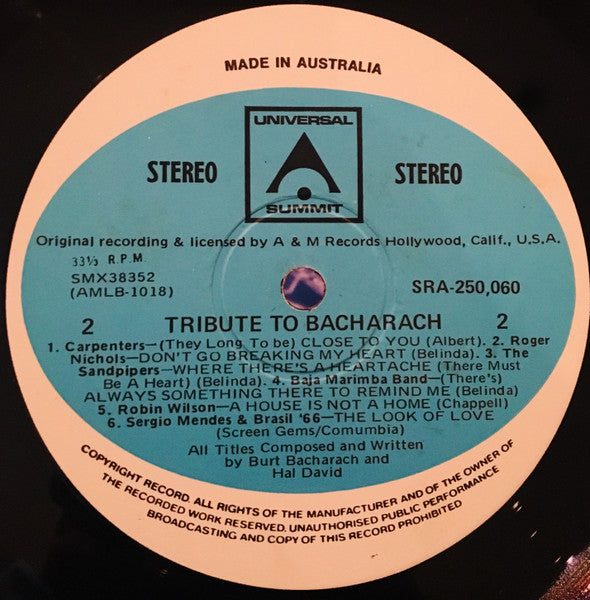 MADE IN AUSTRALIA
UNIVERSAL
STEREO STEREO
SUMMIT
Original recording & licensed by A & M Records Hollywood, Calif., U.S.A.
33⅓ R.P.M.
SMX38352
(AMLB-1018) SRA-250,060
2 TRIBUTE TO BACHARACH 2
1. Carpenters—(They Long To be) CLOSE TO YOU (Albert). 2. Roger
Nichols—DON'T GO BREAKING MY HEART (Belinda). 3. The
Sandpipers—WHERE THERE'S A HEARTACHE (There Must
Be A Heart) (Belinda). 4. Baja Marimba Band—(There's)
ALWAYS SOMETHING THERE TO REMIND ME (Belinda)
5. Robin Wilson—A HOUSE IS NOT A HOME (Chappell)
6. Sergio Mendes & Brasil '66—THE LOOK OF LOVE
(Screen Gems/Comumbia)
All Titles Composed and Written
by Burt Bacharach and
Hal David
COPYRIGHT RECORD. ALL RIGHTS OF THE MANUFACTURER AND OF THE OWNER OF
THE RECORDED WORK RESERVED. UNAUTHORISED PUBLIC PERFORMANCE
BROADCASTING AND COPY OF THIS RECORD PROHIBITED